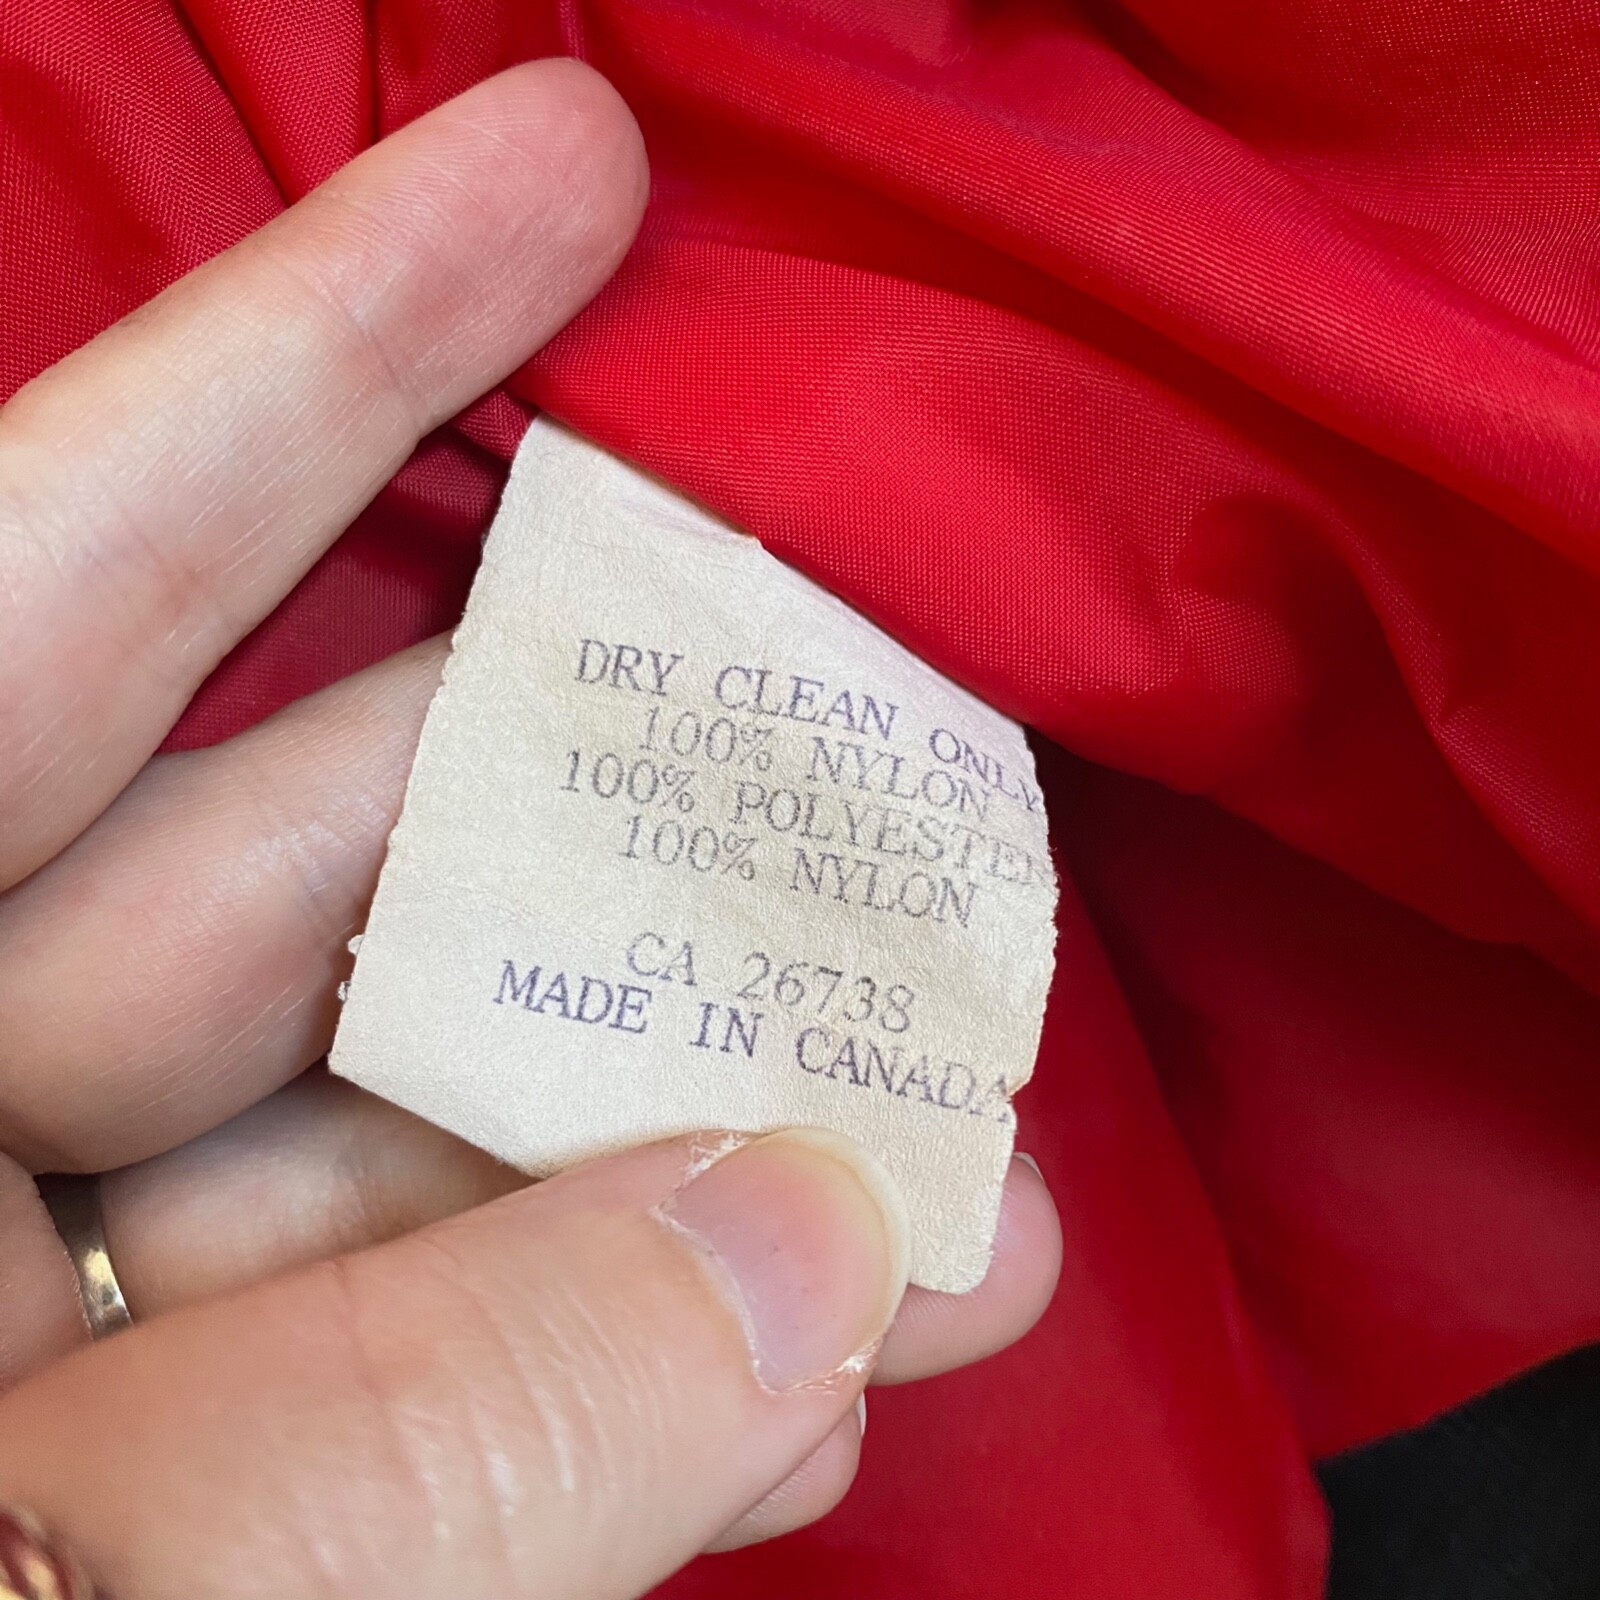 DRY CLEAN ONLY
100% NYLON
100% POLYESTER
100% NYLON
CA 26738
MADE IN CANADA